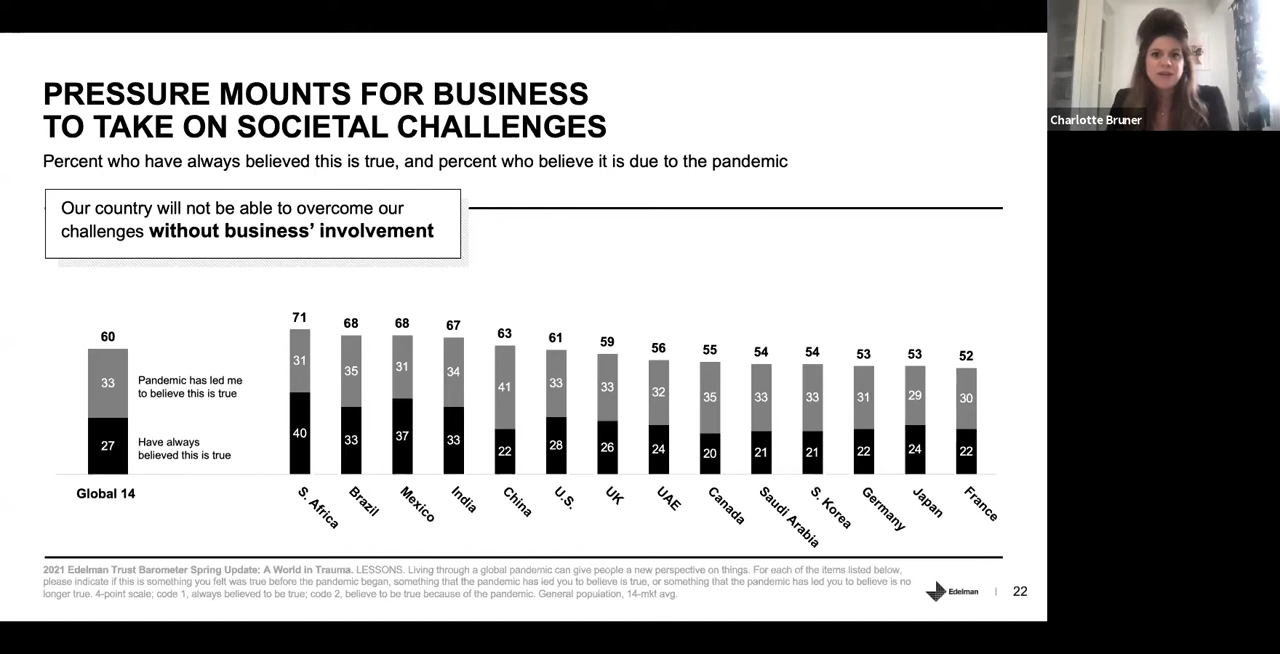 PRESSURE MOUNTS FOR BUSINESS
TO TAKE ON SOCIETAL CHALLENGES
Percent who have always believed this is true, and percent who believe it is due to the pandemic
Our country will not be able to overcome our
challenges without business’ involvement
60
33
27
Pandemic has led me
to believe this is true
Have always
believed this is true
Global 14
71 68 68 67 63 61 59 56 55 54 54 53 53 52
31 35 31 34 41 33 33 32 35 33 33 31 29 30
40 33 37 33 22 28 26 24 20 21 21 22 24 22
S. Africa Brazil Mexico India China U.S. UK UAE Canada Saudi Arabia S. Korea Germany Japan France
2021 Edelman Trust Barometer Spring Update: A World in Trauma. LESSONS. Living through a global pandemic can give people a new perspective on things. For each of the items listed below,
please indicate if this is something you felt was true before the pandemic began, something that the pandemic has led you to believe is true, or something that the pandemic has led you to believe is no
longer true. 4-point scale; code 1, always believed to be true; code 2, believe to be true because of the pandemic. General population, 14-mkt avg.
Edelman | 22
Charlotte Bruner